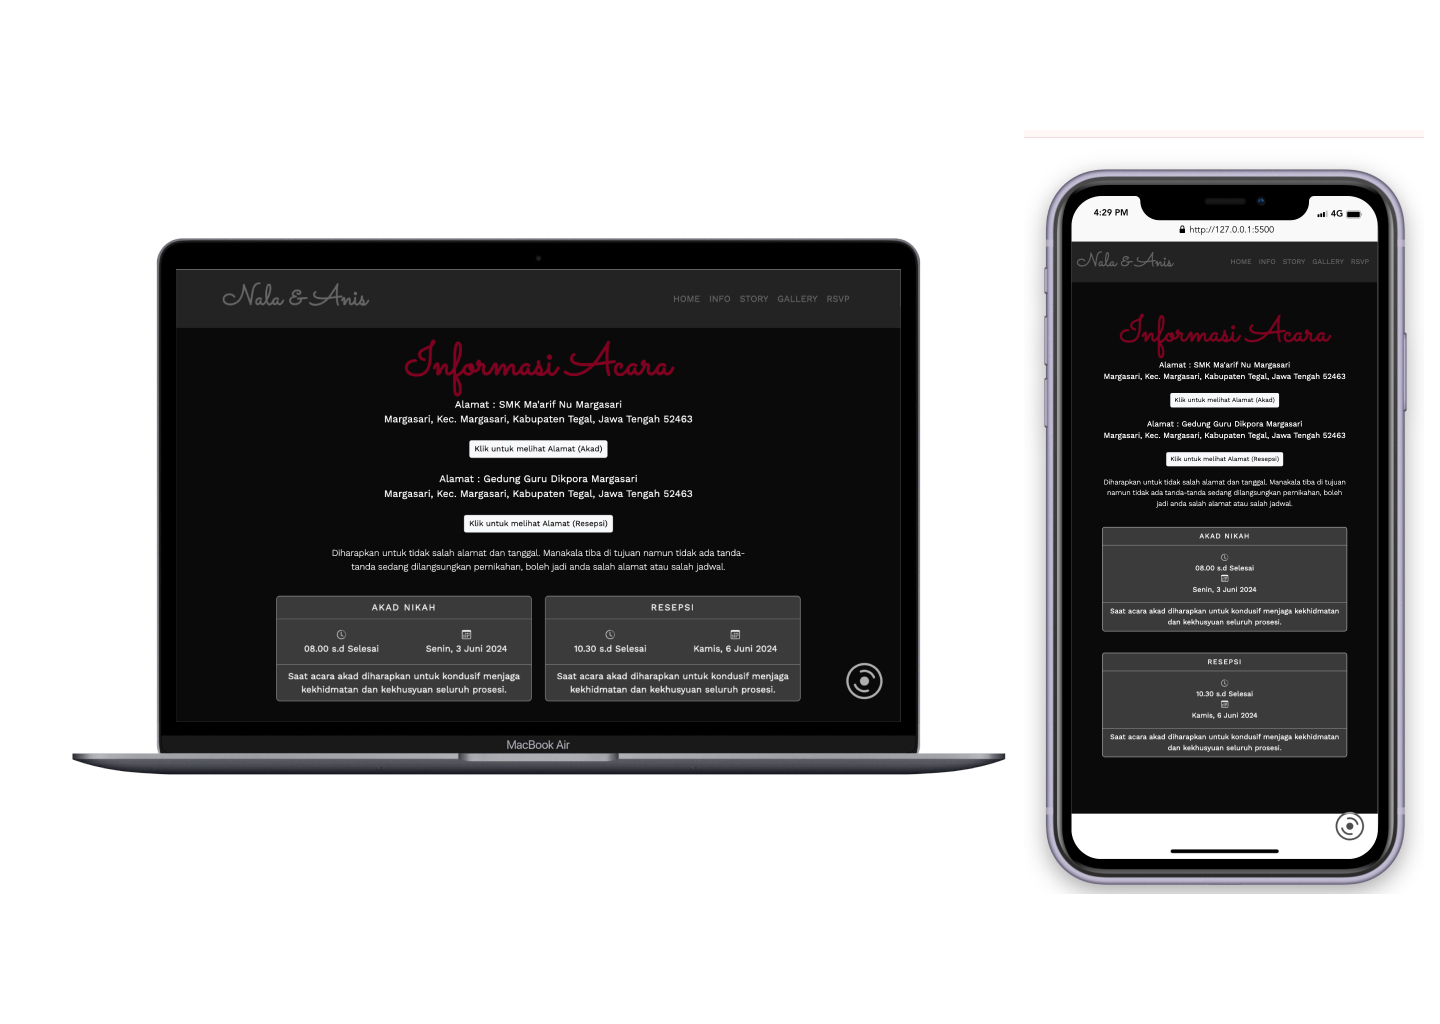 Nala & Anis
HOME INFO STORY GALLERY RSVP
Informasi Acara
Alamat : SMK Ma'arif Nu Margasari
Margasari, Kec. Margasari, Kabupaten Tegal, Jawa Tengah 52463
Klik untuk melihat Alamat (Akad)
Alamat : Gedung Guru Dikpora Margasari
Margasari, Kec. Margasari, Kabupaten Tegal, Jawa Tengah 52463
Klik untuk melihat Alamat (Resepsi)
Diharapkan untuk tidak salah alamat dan tanggal. Manakala tiba di tujuan namun tidak ada tanda-
tanda sedang dilangsungkan pernikahan, boleh jadi anda salah alamat atau salah jadwal.
AKAD NIKAH
08.00 s.d Selesai
Senin, 3 Juni 2024
Saat acara akad diharapkan untuk kondusif menjaga
kekhidmatan dan kekhusyuan seluruh prosesi.
RESEPSI
10.30 s.d Selesai
Kamis, 6 Juni 2024
Saat acara akad diharapkan untuk kondusif menjaga
kekhidmatan dan kekhusyuan seluruh prosesi.
MacBook Air
4:29 PM
4G
http://127.0.0.1:5500
Nala & Anis
HOME INFO STORY GALLERY RSVP
Informasi Acara
Alamat : SMK Ma'arif Nu Margasari
Margasari, Kec. Margasari, Kabupaten Tegal, Jawa Tengah 52463
Klik untuk melihat Alamat (Akad)
Alamat : Gedung Guru Dikpora Margasari
Margasari, Kec. Margasari, Kabupaten Tegal, Jawa Tengah 52463
Klik untuk melihat Alamat (Resepsi)
Diharapkan untuk tidak salah alamat dan tanggal. Manakala tiba di tujuan
namun tidak ada tanda-tanda sedang dilangsungkan pernikahan, boleh
jadi anda salah alamat atau salah jadwal.
AKAD NIKAH
08.00 s.d Selesai
Senin, 3 Juni 2024
Saat acara akad diharapkan untuk kondusif menjaga kekhidmatan
dan kekhusyuan seluruh prosesi.
RESEPSI
10.30 s.d Selesai
Kamis, 6 Juni 2024
Saat acara akad diharapkan untuk kondusif menjaga kekhidmatan
dan kekhusyuan seluruh prosesi.